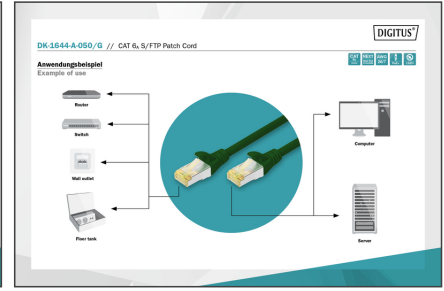 DIGITUS®
DK-1644-A-050/G // CAT 6A S/FTP Patch Cord
Anwendungsbeispiel
Example of use
Router
Switch
Wall outlet
Floor tank
Computer
Server